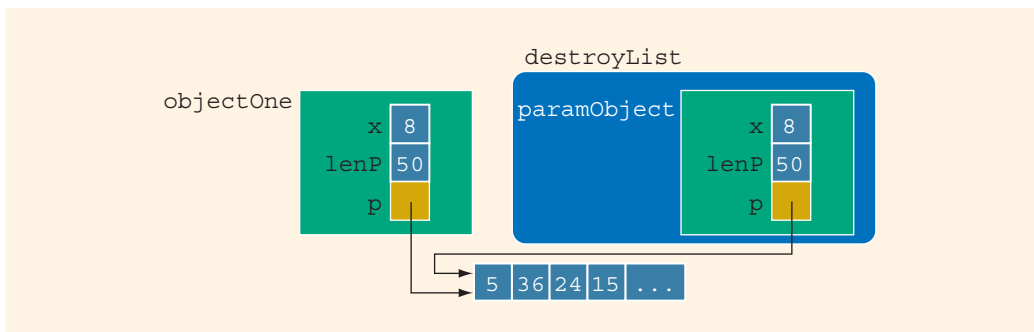 destroyList
objectOne
paramObject
x 8
lenP 50
p
x 8
lenP 50
p
5 36 24 15 ...